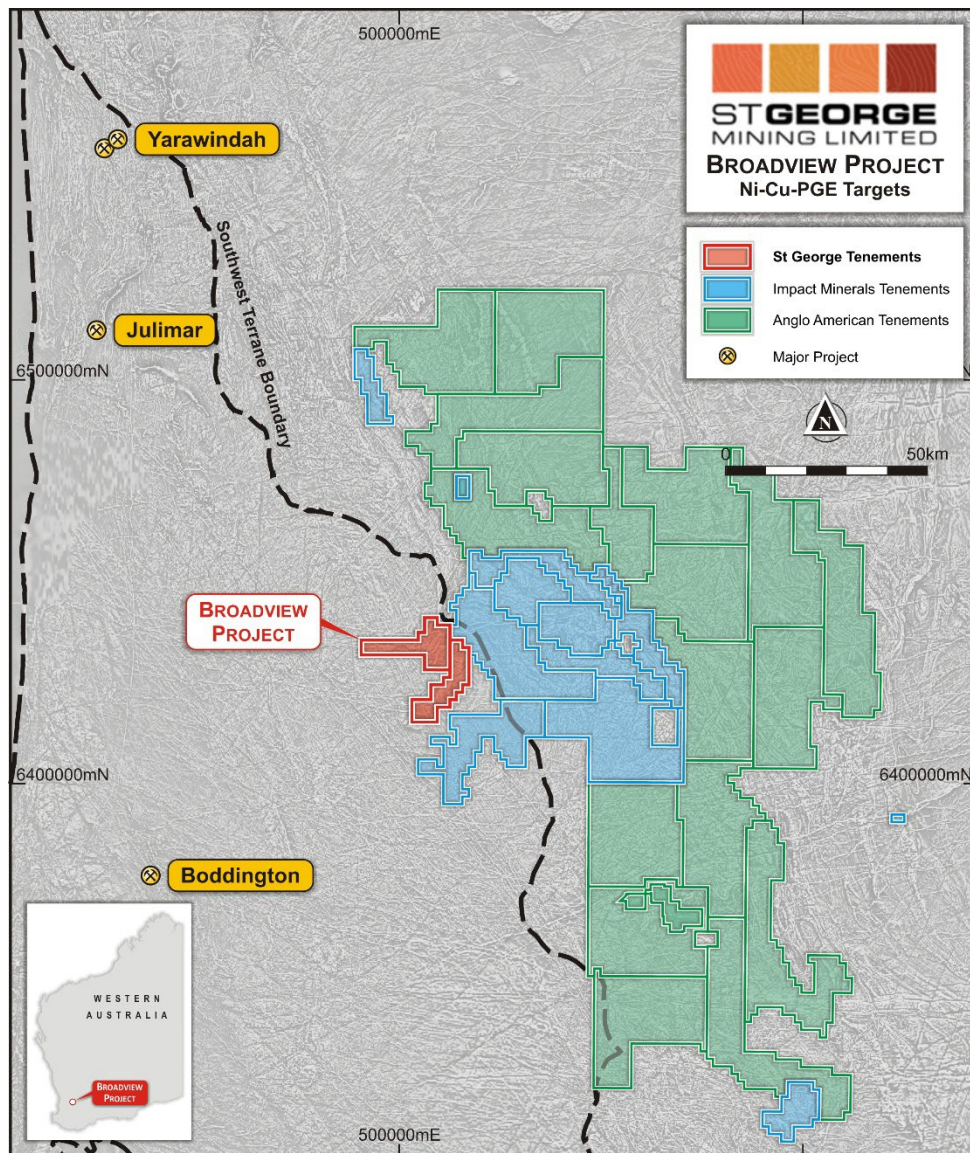 500000mE
STGEORGE
MINING LIMITED
BROADVIEW PROJECT
Ni-Cu-PGE Targets
Yarawindah
Southwest Terrane Boundary
St George Tenements
Impact Minerals Tenements
Anglo American Tenements
Major Project
Julimar
6500000mN
N
0
50km
BROADVIEW
PROJECT
6400000mN
6400000mN
Boddington
WESTERN
AUSTRALIA
BROADVIEW
PROJECT
500000mE